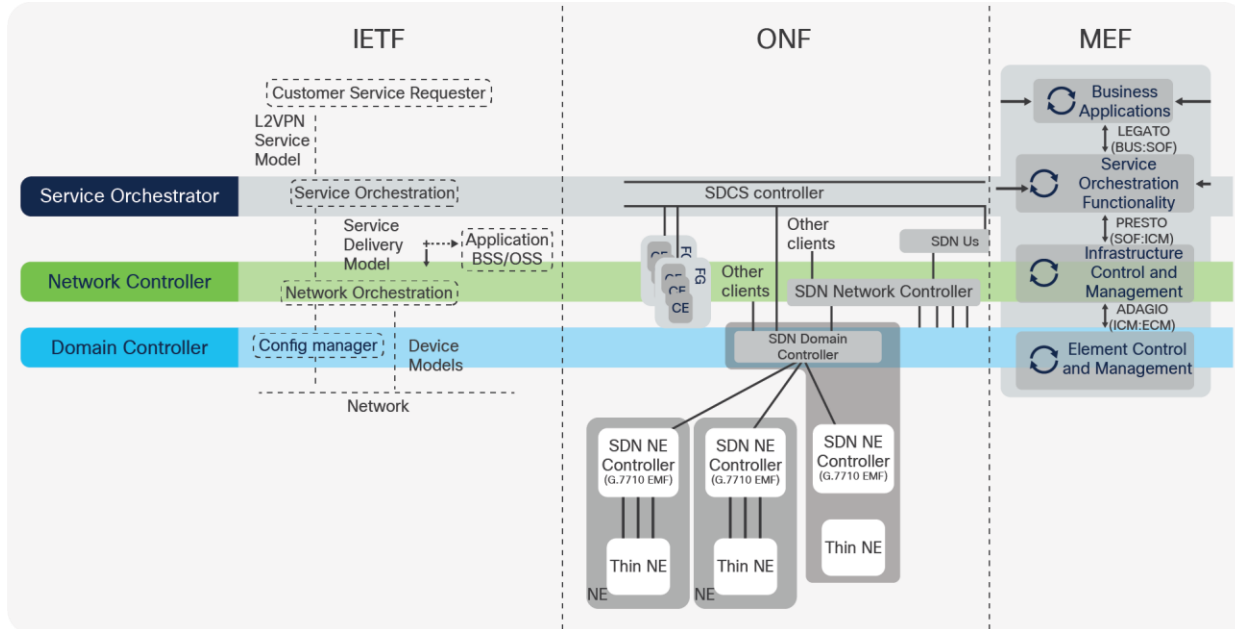 IETF
ONF
MEF
Customer Service Requester
L2VPN
Service
Model
Service Orchestrator
Service Orchestration
Service
Delivery
Model
Application
BSS/OSS
Network Controller
Network Orchestration
Domain Controller
Config manager
Device
Models
Network
SDCS controller
Other
clients
SDN Us
FG
CE
FG
CE
CE
CE
Other
clients
SDN Network Controller
SDN Domain
Controller
SDN NE
Controller
(G.7710 EMF)
Thin NE
NE
SDN NE
Controller
(G.7710 EMF)
Thin NE
NE
SDN NE
Controller
(G.7710 EMF)
Thin NE
Business
Applications
LEGATO
(BUS:SOF)
Service
Orchestration
Functionality
PRESTO
(SOF:ICM)
Infrastructure
Control and
Management
ADAGIO
(ICM:ECM)
Element Control
and Management